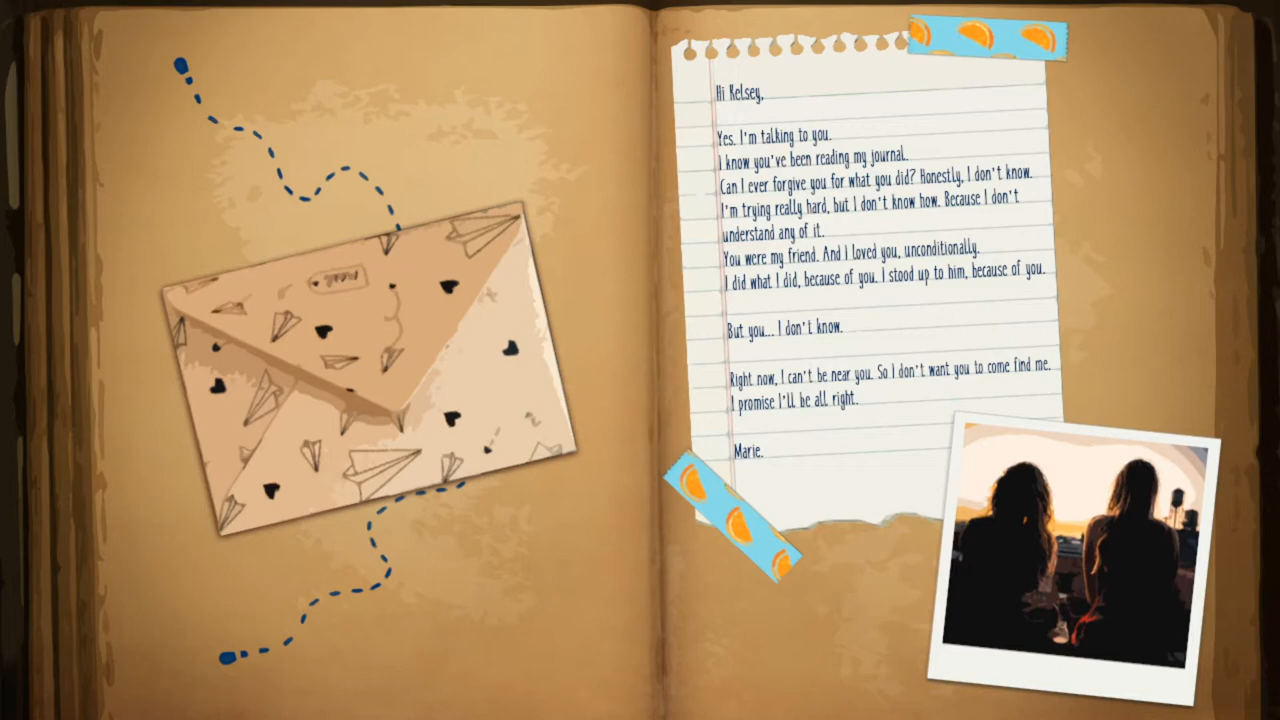 Hi Kelsey,
Yes. I'm talking to you.
I know you've been reading my journal.
Can I ever forgive you for what you did? Honestly, I don't know.
I'm trying really hard, but I don't know how. Because I don't
understand any of it.
You were my friend. And I loved you, unconditionally.
I did what I did, because of you. I stood up to him, because of you.
But you... I don't know.
Right now, I can't be near you. So I don't want you to come find me.
I promise I'll be all right.
Marie.